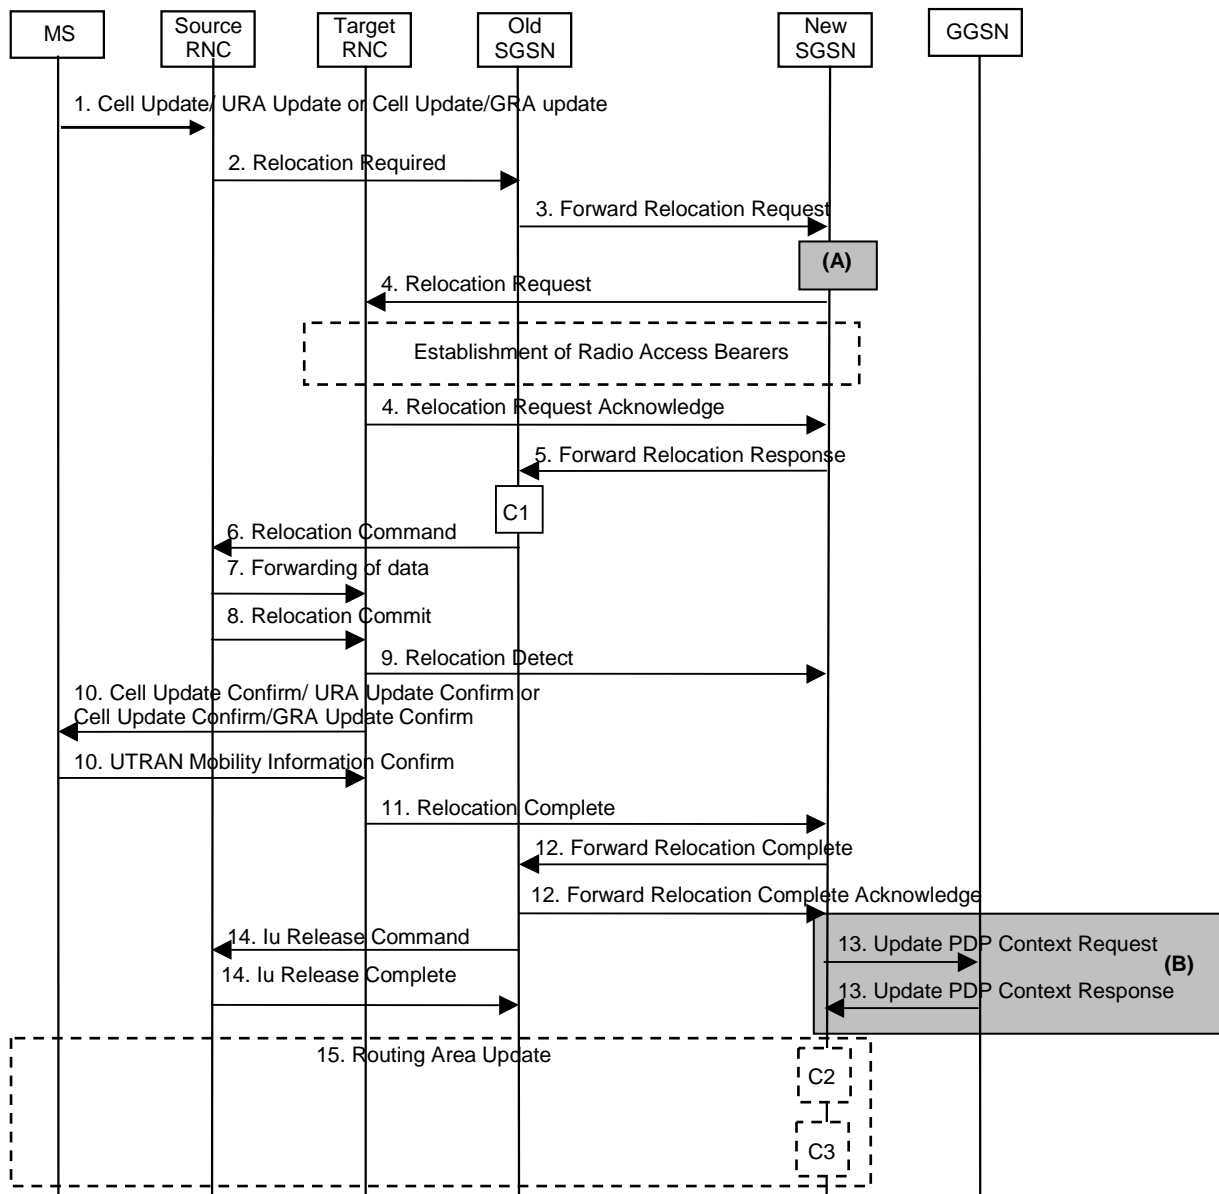 MS
Source
RNC
Target
RNC
Old
SGSN
New
SGSN
GGSN
1. Cell Update/ URA Update or Cell Update/GRA update
2. Relocation Required
3. Forward Relocation Request
(A)
4. Relocation Request
Establishment of Radio Access Bearers
4. Relocation Request Acknowledge
5. Forward Relocation Response
C1
6. Relocation Command
7. Forwarding of data
8. Relocation Commit
9. Relocation Detect
10. Cell Update Confirm/ URA Update Confirm or
Cell Update Confirm/GRA Update Confirm
10. UTRAN Mobility Information Confirm
11. Relocation Complete
12. Forward Relocation Complete
12. Forward Relocation Complete Acknowledge
14. Iu Release Command
13. Update PDP Context Request
(B)
14. Iu Release Complete
13. Update PDP Context Response
15. Routing Area Update
C2
C3